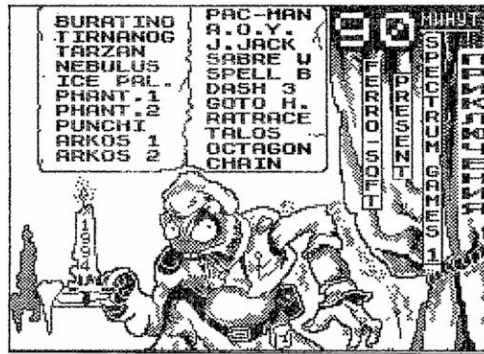 BURATINO
TIRNANOG
TARZAN
NEBULUS
ICE PAL.
PHANT.1
PHANT.2
PUNCHI
ARKOS 1
ARKOS 2
PAC-MAN
A.O.Y.
J.JACK
SABRE W
SPELL B
DASH 3
GOTO H.
RATRACE
TALOS
OCTAGON
CHAIN
90
МИНУТ
FERRO-SOFT
PRESENT
SPECTRUM GAMES 1
1994